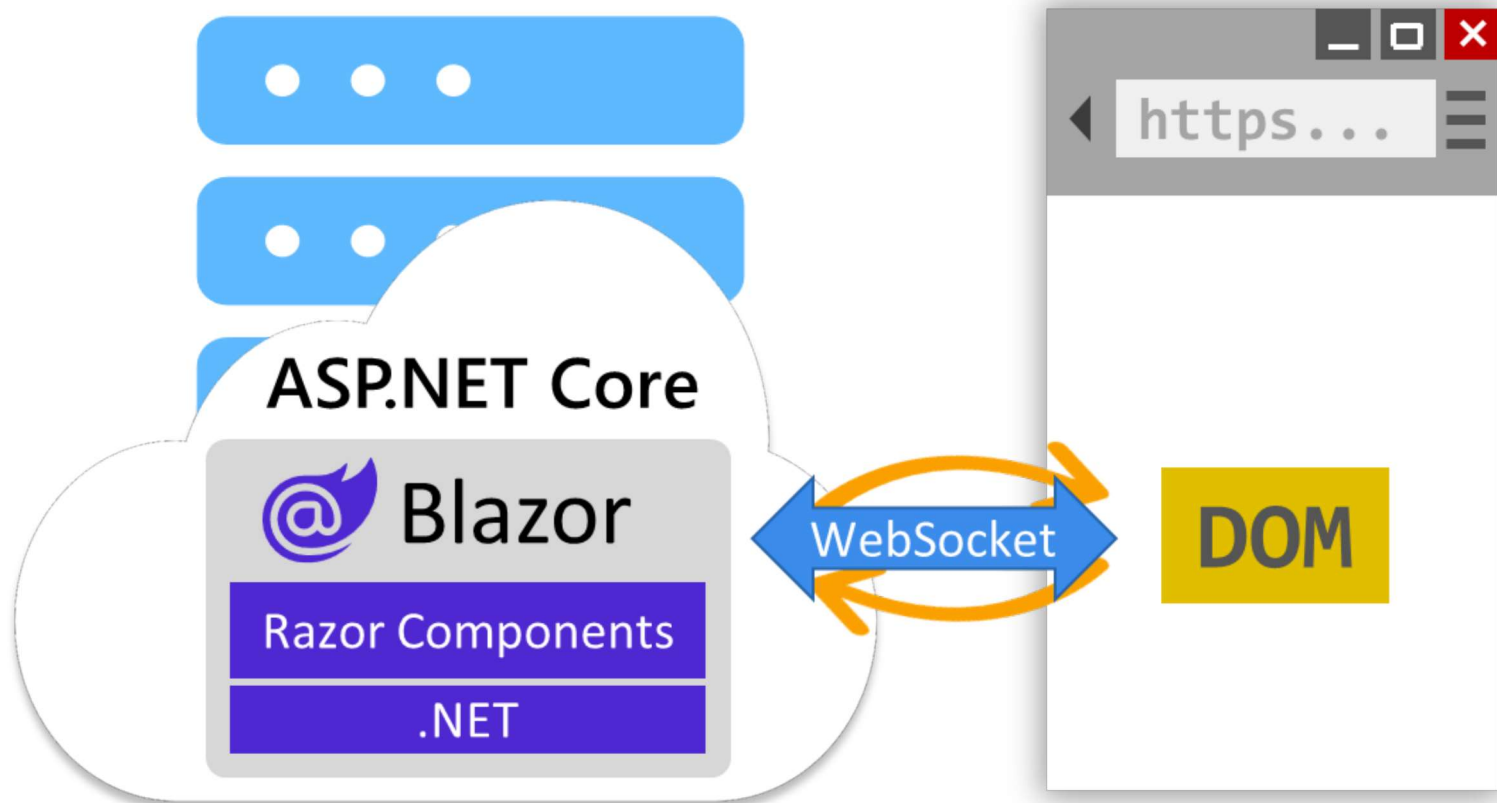 https...
ASP.NET Core
@ Blazor
WebSocket
DOM
Razor Components
.NET